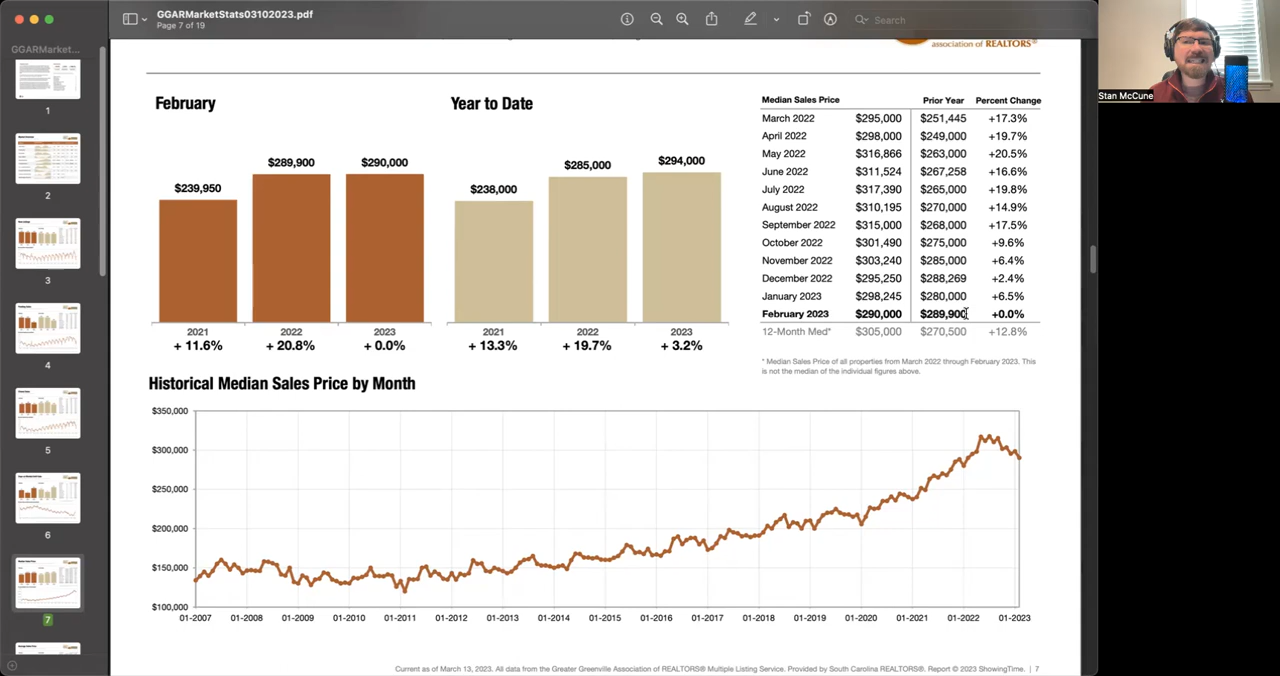 GGARMarketStats03102023.pdf
Page 7 of 19
Search
GGARMarket...
1
2
3
4
5
6
7
association of REALTORS®
Stan McCune
February
$239,950
$289,900
$290,000
2021
2022
2023
+ 11.6%
+ 20.8%
+ 0.0%
Year to Date
$238,000
$285,000
$294,000
2021
2022
2023
+ 13.3%
+ 19.7%
+ 3.2%
Median Sales Price Prior Year Percent Change
March 2022 $295,000 $251,445 +17.3%
April 2022 $298,000 $249,000 +19.7%
May 2022 $316,866 $263,000 +20.5%
June 2022 $311,524 $267,258 +16.6%
July 2022 $317,390 $265,000 +19.8%
August 2022 $310,195 $270,000 +14.9%
September 2022 $315,000 $268,000 +17.5%
October 2022 $301,490 $275,000 +9.6%
November 2022 $303,240 $285,000 +6.4%
December 2022 $295,250 $288,269 +2.4%
January 2023 $298,245 $280,000 +6.5%
February 2023 $290,000 $289,900 +0.0%
12-Month Med* $305,000 $270,500 +12.8%
* Median Sales Price of all properties from March 2022 through February 2023. This
is not the median of the individual figures above.
Historical Median Sales Price by Month
$350,000
$300,000
$250,000
$200,000
$150,000
$100,000
01-2007 01-2008 01-2009 01-2010 01-2011 01-2012 01-2013 01-2014 01-2015 01-2016 01-2017 01-2018 01-2019 01-2020 01-2021 01-2022 01-2023
Current as of March 13, 2023. All data from the Greater Greenville Association of REALTORS® Multiple Listing Service. Provided by South Carolina REALTORS®. Report © 2023 ShowingTime. | 7